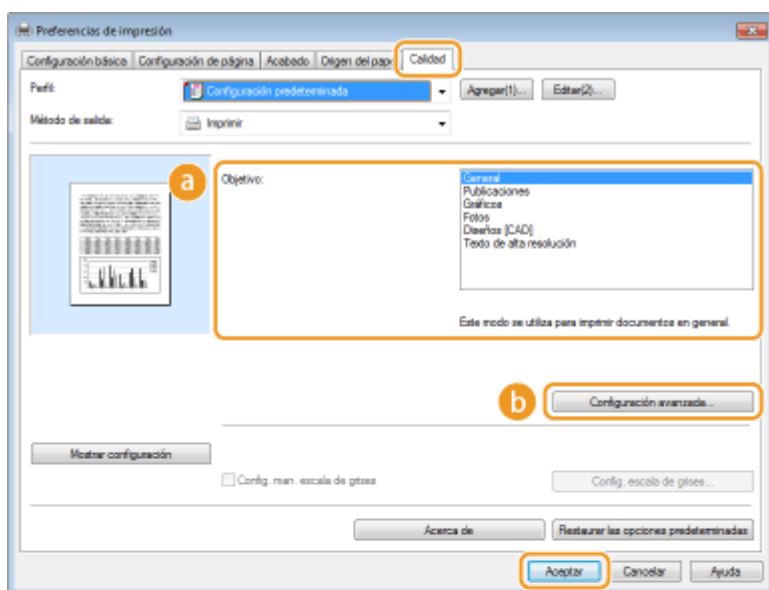 Preferencias de impresión
Configuración básica Configuración de página Acabado Origen del pape Calidad
Perfil: Configuración predeterminada Agregar(1)... Editar(2)...
Método de salida: Imprimir
a
Objetivo:
General
Publicaciones
Gráficos
Fotos
Diseños [CAD]
Texto de alta resolución
Este modo se utiliza para imprimir documentos en general.
b Configuración avanzada...
Mostrar configuración
Config. man. escala de grises Config. escala de grises...
Acerca de Restaurar las opciones predeterminadas
Aceptar Cancelar Ayuda